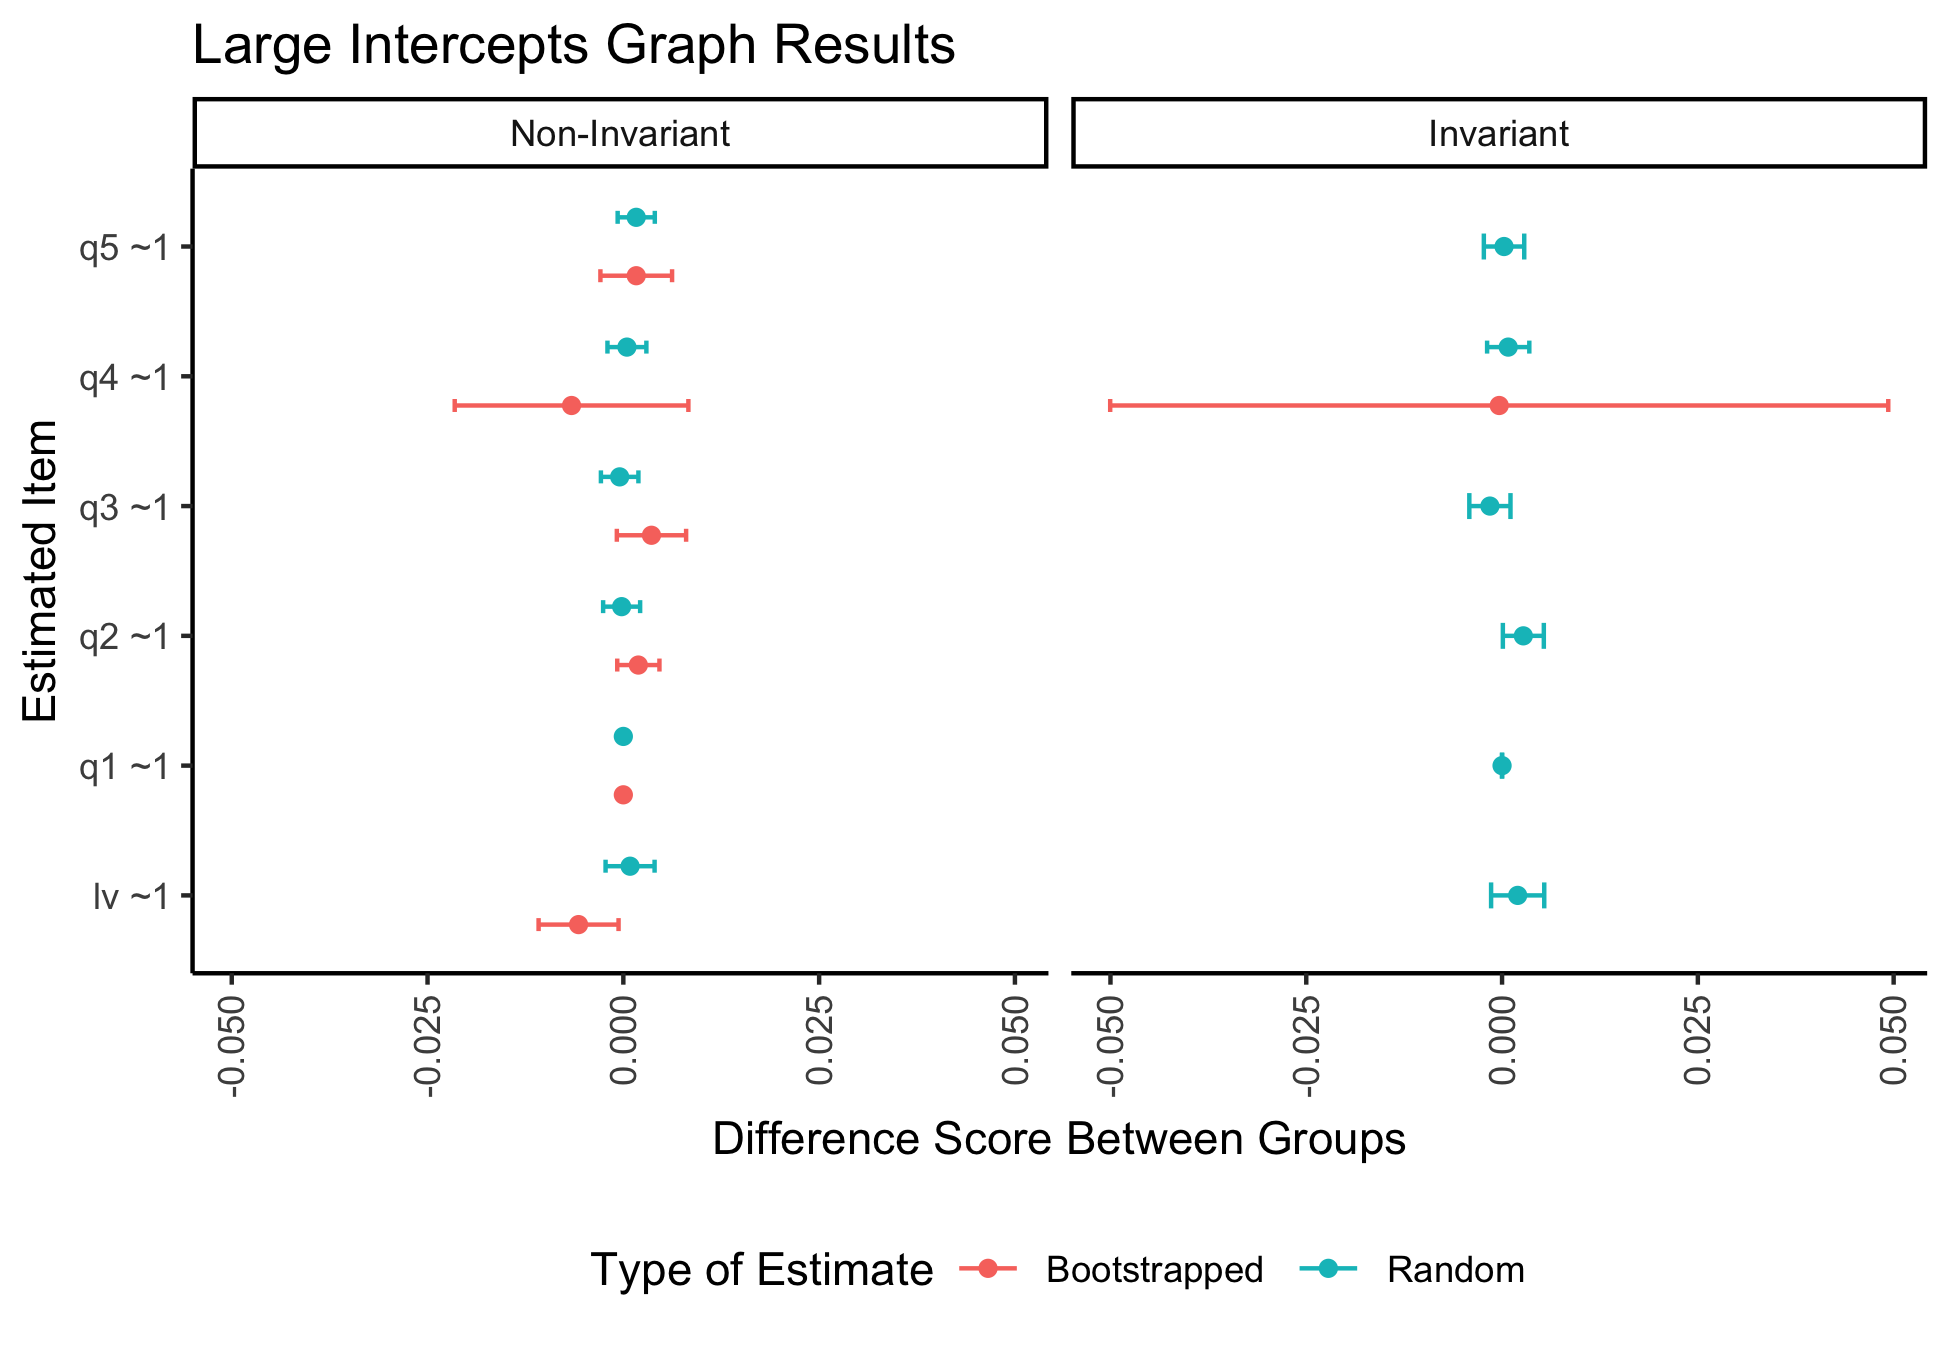 Large Intercepts Graph Results
Non-Invariant
Invariant
Estimated Item
q5 ~1
q4 ~1
q3 ~1
q2 ~1
q1 ~1
lv ~1
-0.050
-0.025
0.000
0.025
0.050
-0.050
-0.025
0.000
0.025
0.050
Difference Score Between Groups
Type of Estimate Bootstrapped Random